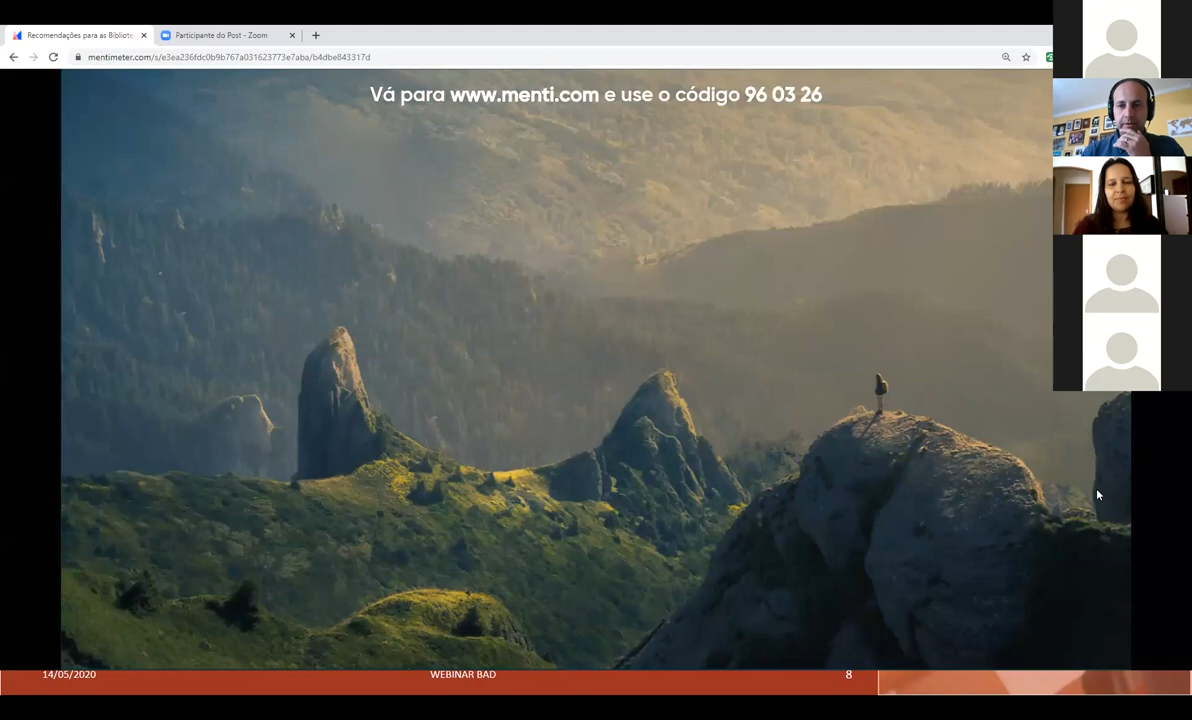 Recomendações para as Bibliote
Participante do Post - Zoom
mentimeter.com/s/e3ea236fdc0b9b767a031623773e7aba/b4dbe843317d
Vá para www.menti.com e use o código 96 03 26
14/05/2020
WEBINAR BAD
8